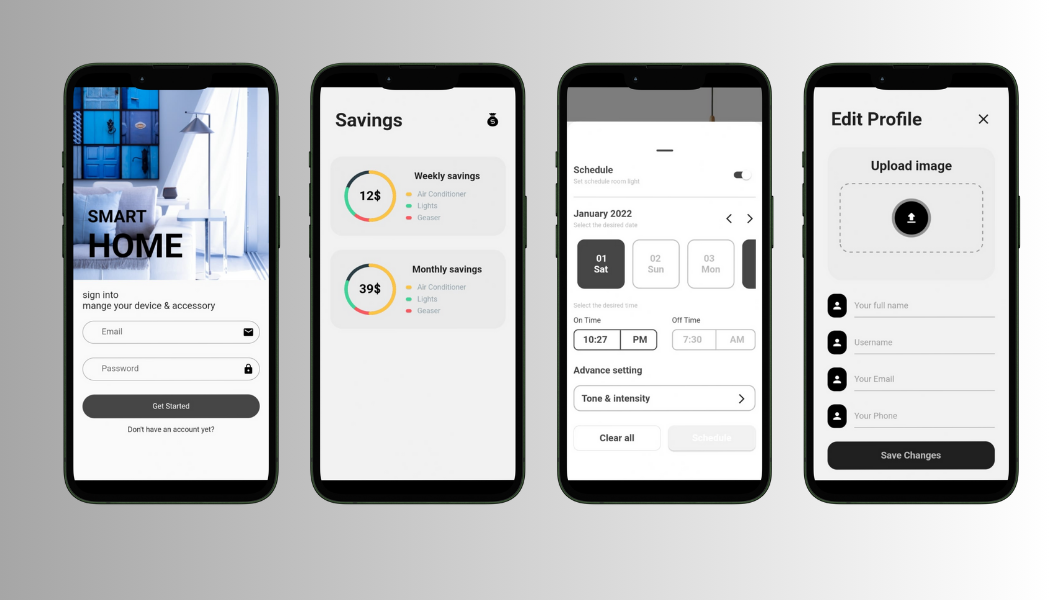 SMART
HOME
sign into
mange your device & accessory
Email
Password
Get Started
Don't have an account yet?
Savings
Weekly savings
12$
Air Conditioner
Lights
Geaser
Monthly savings
39$
Air Conditioner
Lights
Geaser
Schedule
Set schedule room light
January 2022
Select the desired date
01 02 03
Sat Sun Mon
Select the desired time
On Time Off Time
10:27 PM 7:30 AM
Advance setting
Tone & intensity
Clear all Schedule
Edit Profile
Upload image
Your full name
Username
Your Email
Your Phone
Save Changes